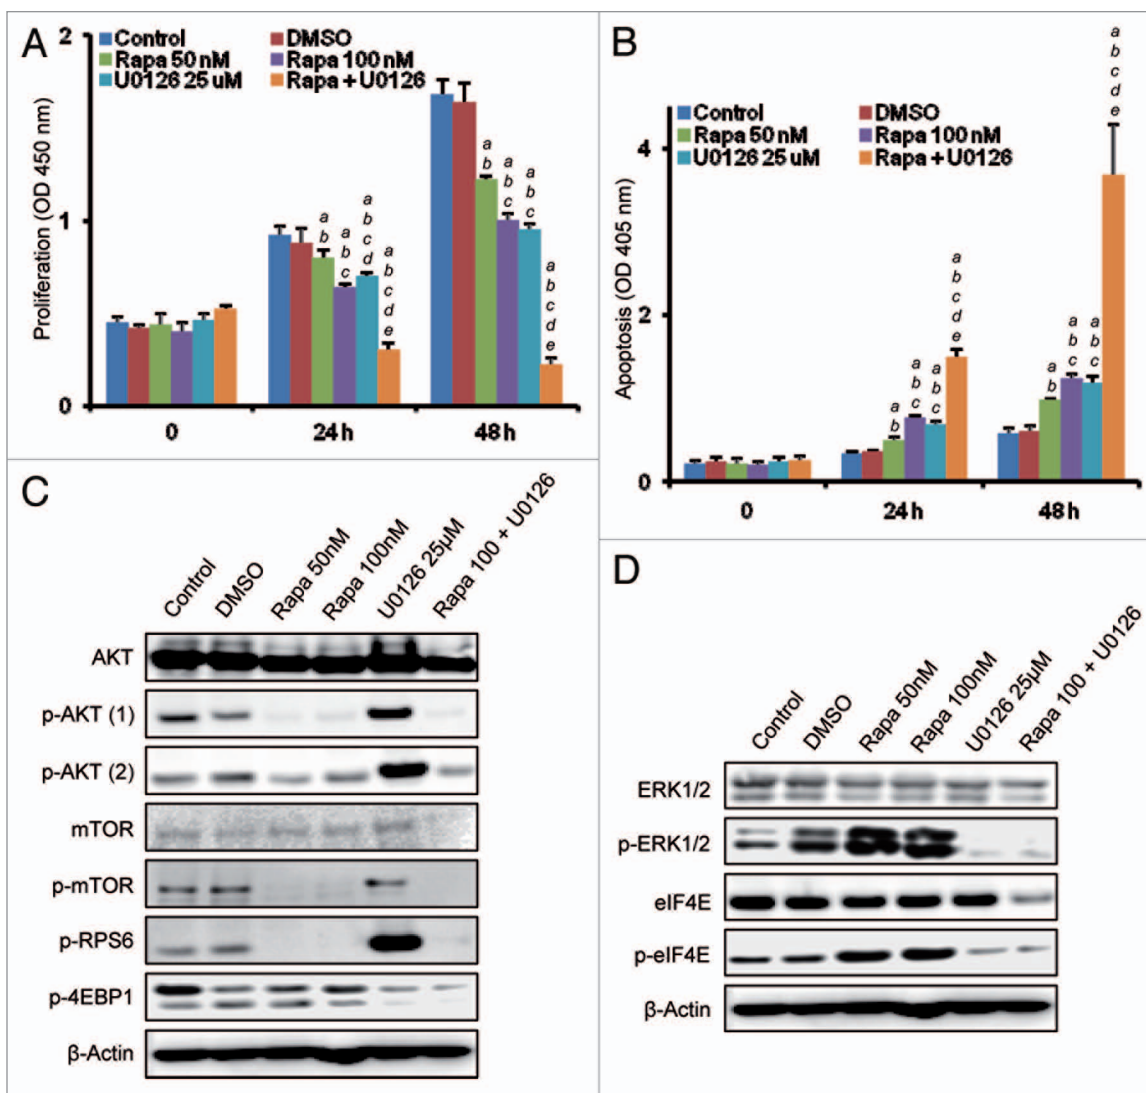 A
Control DMSO
Rapa 50 nM Rapa 100 nM
U0126 25 uM Rapa + U0126
Proliferation (OD 450 nm)
2
1
0
a
b
a
b
c
a
b
c
d
a
b
c
d
e
a
b
a
b
c
a
b
c
a
b
c
d
e
0 24 h 48 h
B
Control DMSO
Rapa 50 nM Rapa 100 nM
U0126 25 uM Rapa + U0126
Apoptosis (OD 405 nm)
4
2
0
a
b
a
b
c
a
b
c
a
b
c
d
e
a
b
a
b
c
a
b
c
a
b
c
d
e
0 24 h 48 h
C
Control
DMSO
Rapa 50nM
Rapa 100nM
U0126 25µM
Rapa 100 + U0126
AKT
p-AKT (1)
p-AKT (2)
mTOR
p-mTOR
p-RPS6
p-4EBP1
β-Actin
D
Control
DMSO
Rapa 50nM
Rapa 100nM
U0126 25µM
Rapa 100 + U0126
ERK1/2
p-ERK1/2
eIF4E
p-eIF4E
β-Actin